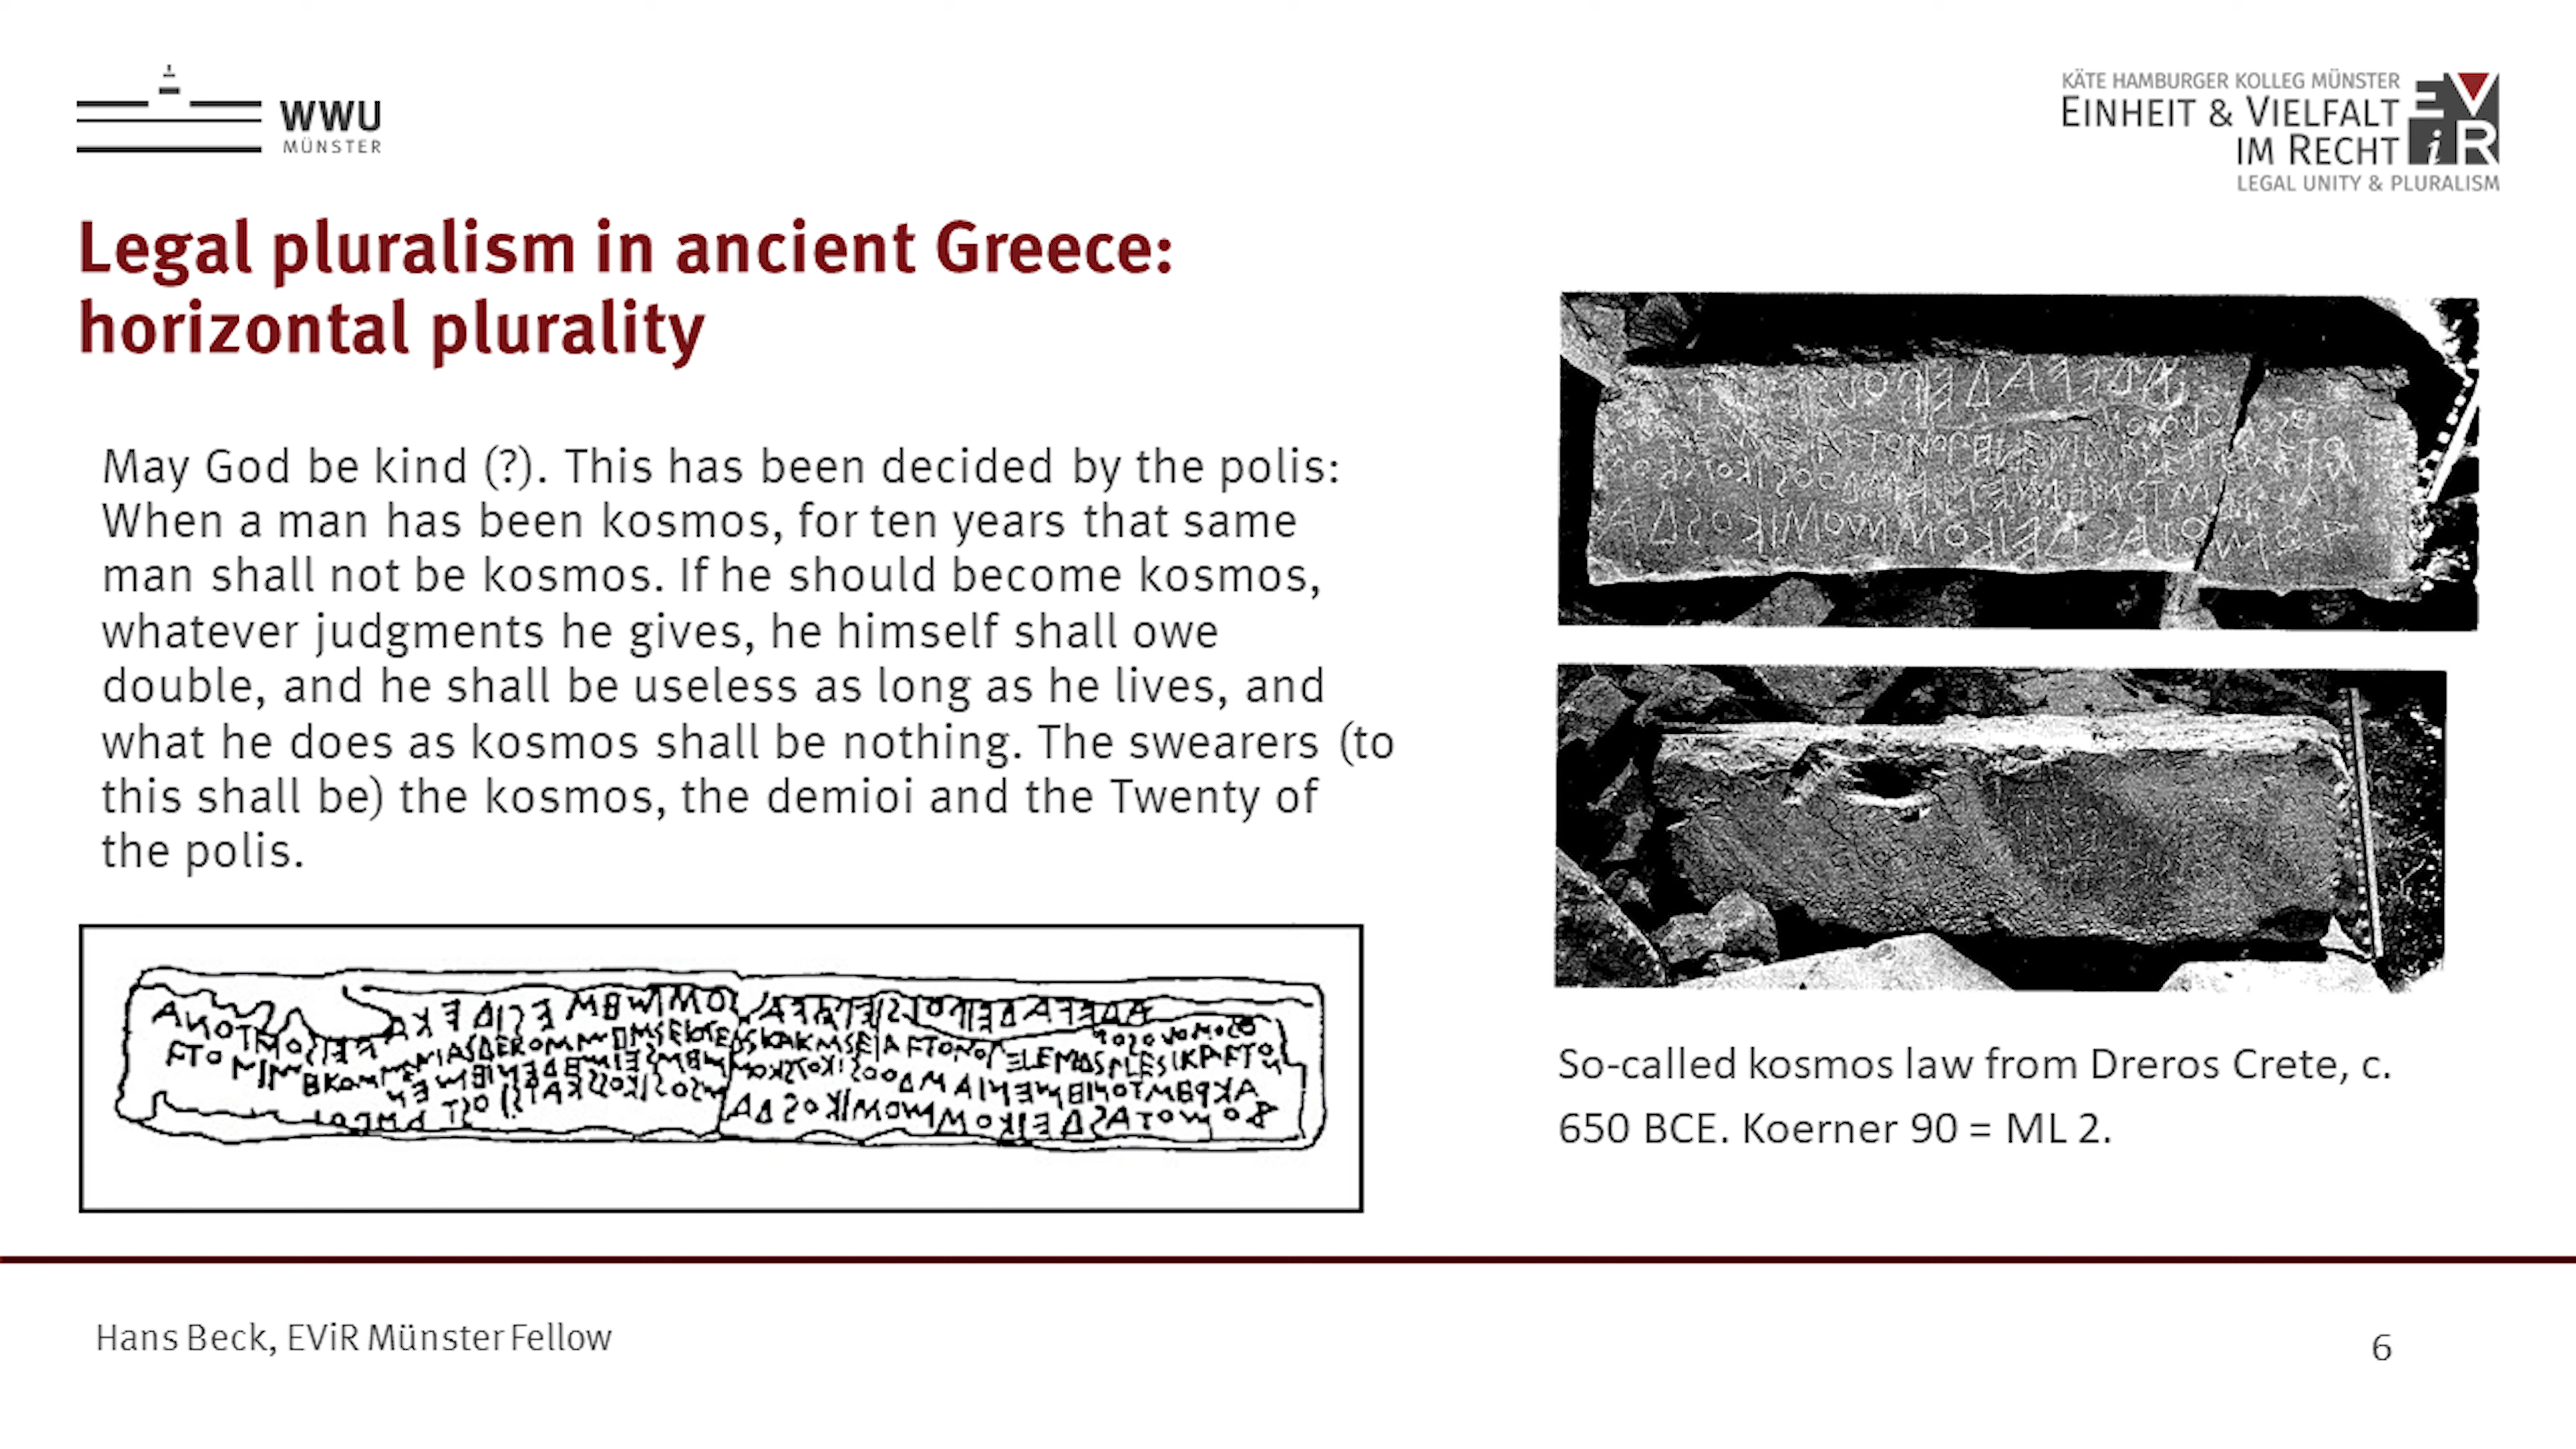 WWU
MÜNSTER
KÄTE HAMBURGER KOLLEG MÜNSTER
EINHEIT & VIELFALT
IM RECHT
LEGAL UNITY & PLURALISM
EViR
Legal pluralism in ancient Greece:
horizontal plurality
May God be kind (?). This has been decided by the polis:
When a man has been kosmos, for ten years that same
man shall not be kosmos. If he should become kosmos,
whatever judgments he gives, he himself shall owe
double, and he shall be useless as long as he lives, and
what he does as kosmos shall be nothing. The swearers (to
this shall be) the kosmos, the demioi and the Twenty of
the polis.
So-called kosmos law from Dreros Crete, c.
650 BCE. Koerner 90 = ML 2.
Hans Beck, EViR Münster Fellow
6